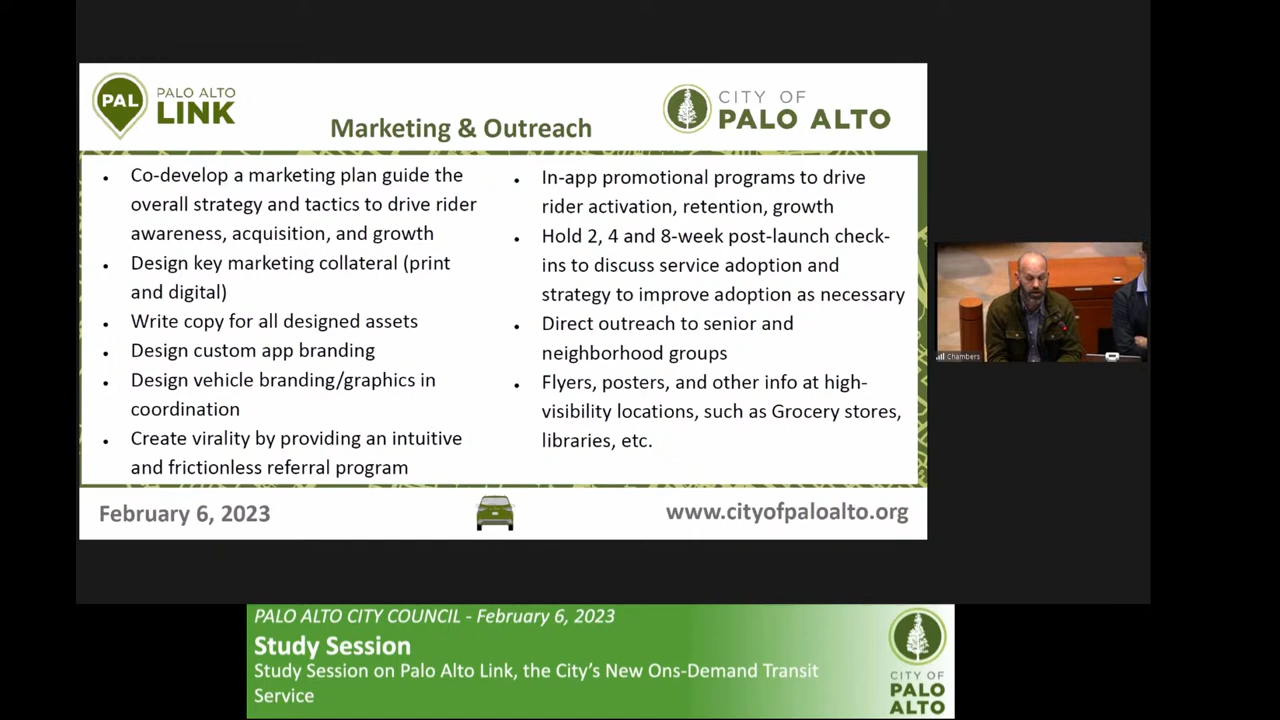 PAL
PALO ALTO
LINK
CITY OF
PALO ALTO
Marketing & Outreach
Co-develop a marketing plan guide the
overall strategy and tactics to drive rider
awareness, acquisition, and growth
Design key marketing collateral (print
and digital)
Write copy for all designed assets
Design custom app branding
Design vehicle branding/graphics in
coordination
Create virality by providing an intuitive
and frictionless referral program
In-app promotional programs to drive
rider activation, retention, growth
Hold 2, 4 and 8-week post-launch check-
ins to discuss service adoption and
strategy to improve adoption as necessary
Direct outreach to senior and
neighborhood groups
Flyers, posters, and other info at high-
visibility locations, such as Grocery stores,
libraries, etc.
February 6, 2023
www.cityofpaloalto.org
Chambers
PALO ALTO CITY COUNCIL - February 6, 2023
Study Session
Study Session on Palo Alto Link, the City's New Ons-Demand Transit
Service
CITY OF
PALO
ALTO